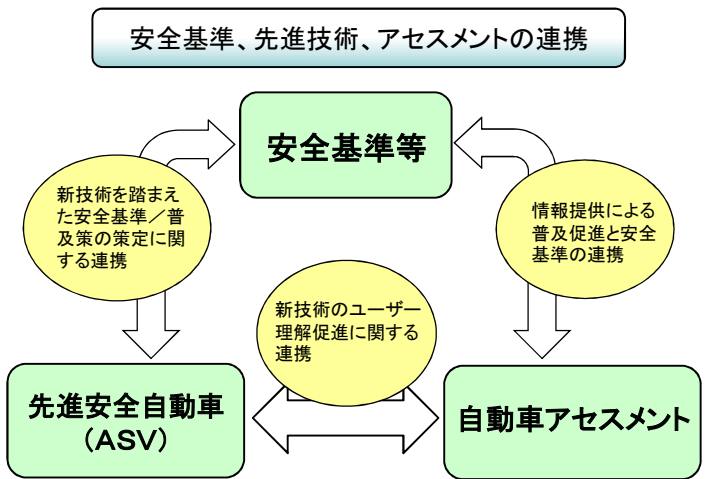 安全基準、先進技術、アセスメントの連携
安全基準等
新技術を踏まえ
た安全基準／普
及策の策定に関
する連携
情報提供による
普及促進と安全
基準の連携
新技術のユーザー
理解促進に関する
連携
先進安全自動車
（ASV）
自動車アセスメント